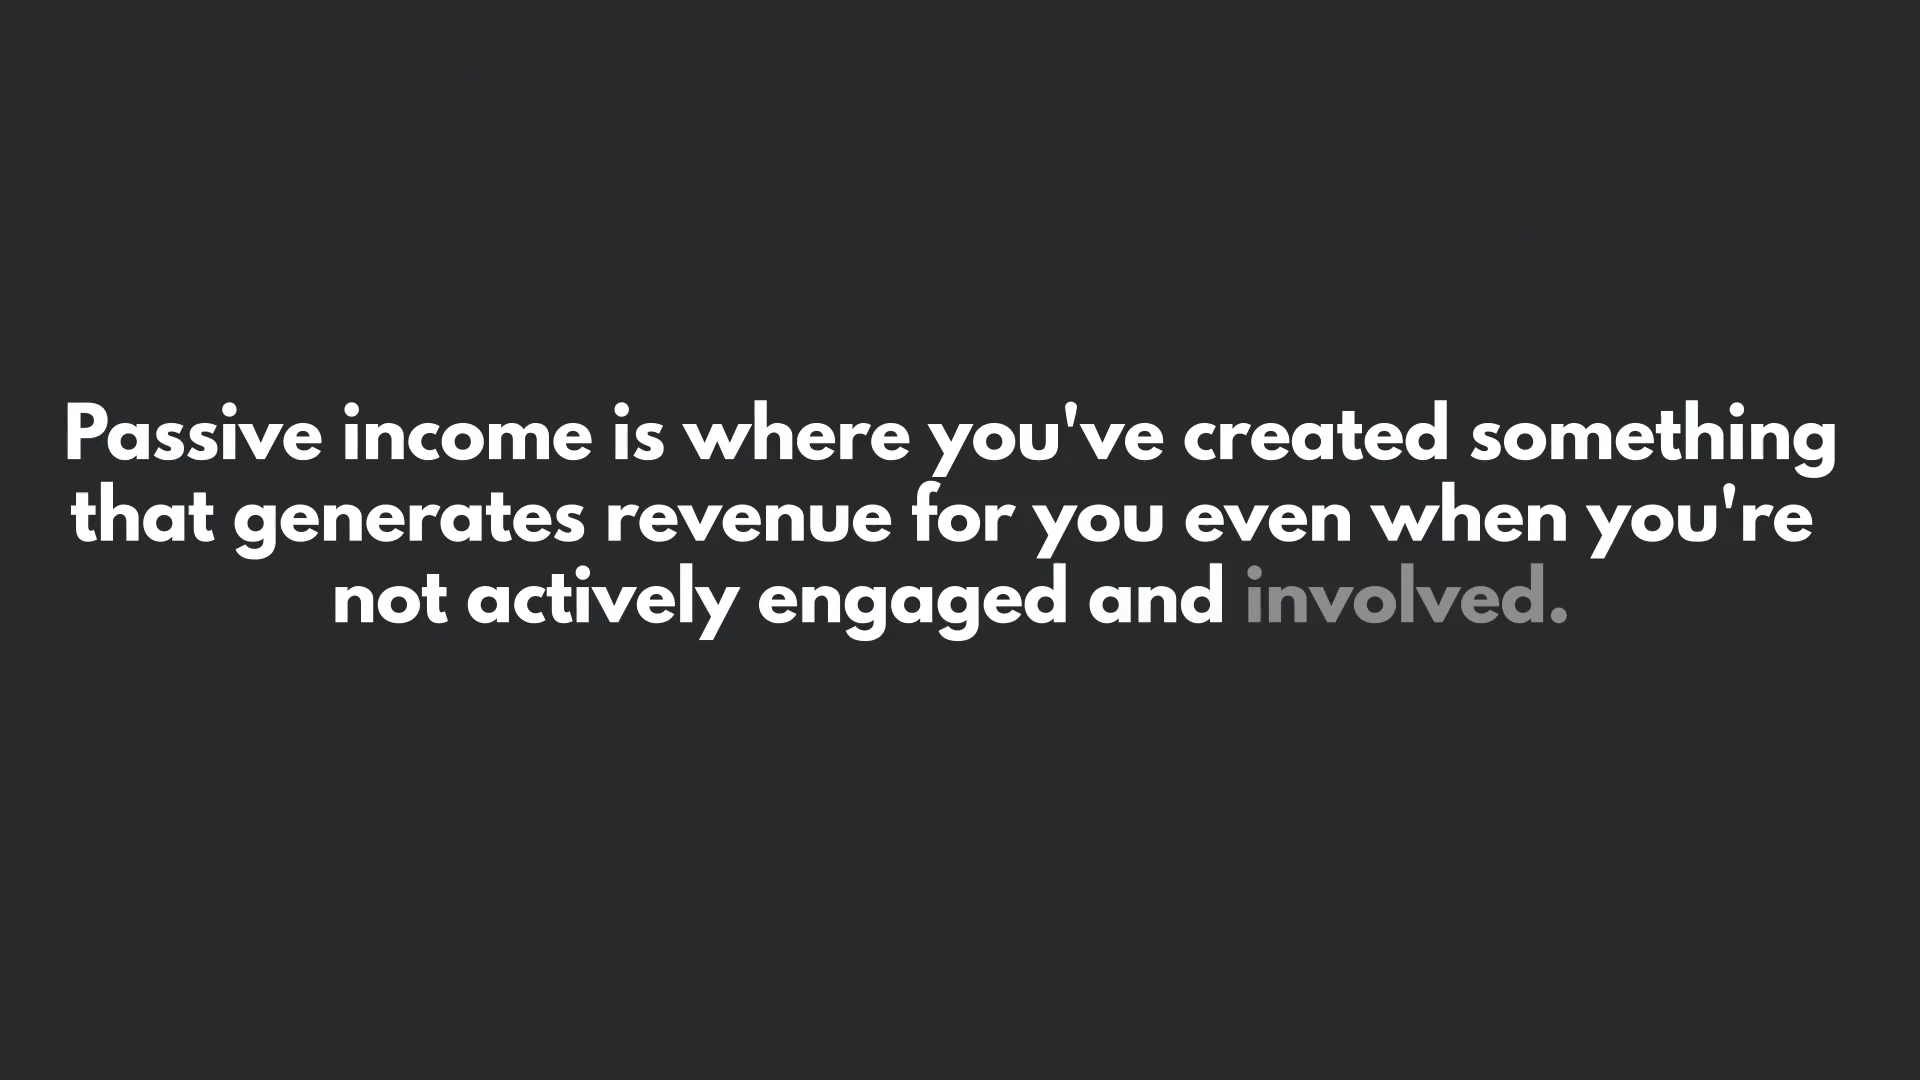 Passive income is where you've created something
that generates revenue for you even when you're
not actively engaged and involved.